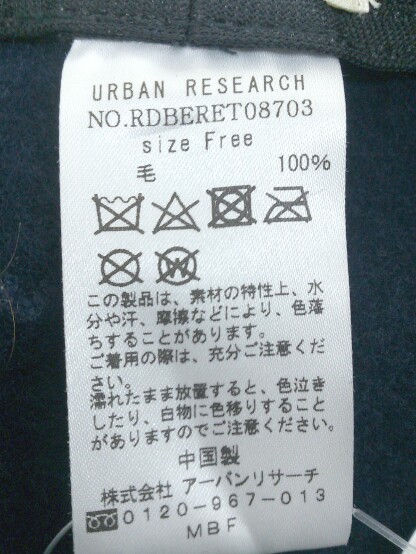 URBAN RESEARCH
NO.RDBERET08703
size Free
毛 100%
この製品は、素材の特性上、水
分や汗、摩擦などにより、色落
ちすることがあります。
ご着用の際は、充分ご注意くだ
さい。
濡れたまま放置すると、色泣き
したり、白物に色移りすること
がありますのでご注意ください。
中国製
株式会社 アーバンリサーチ
0120-967-013
MBF